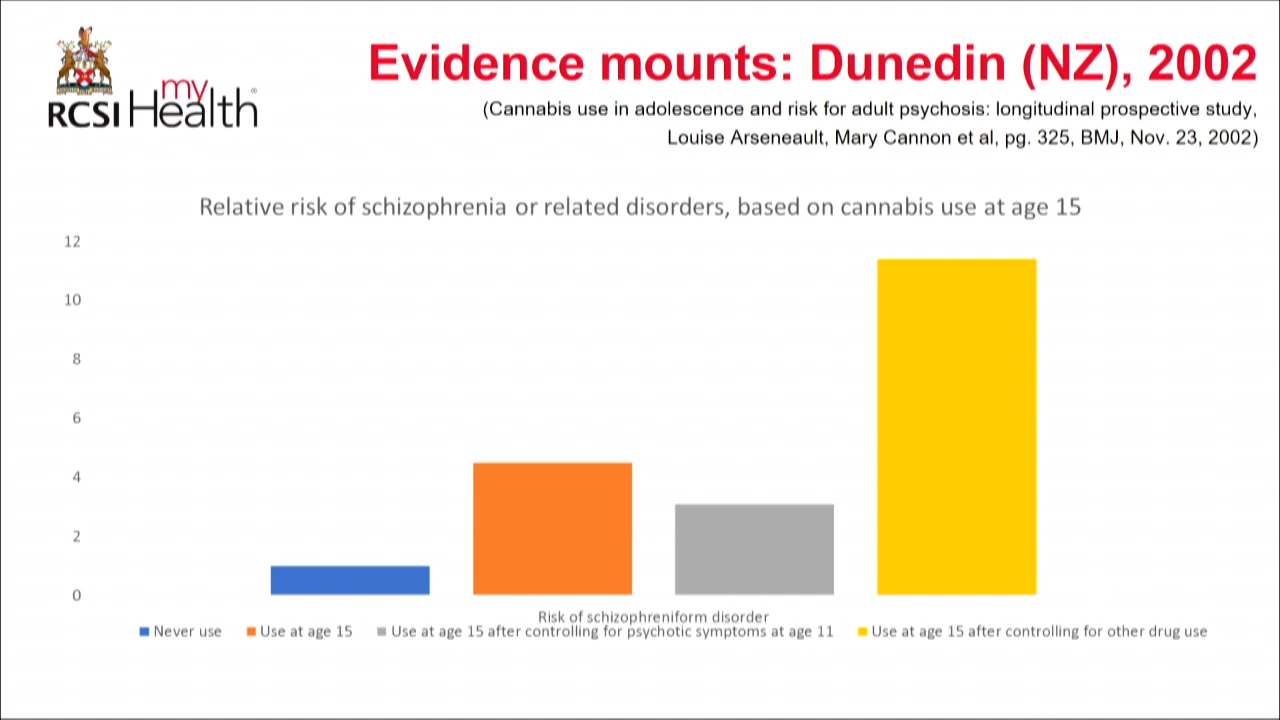 my
RCSI Health®
Evidence mounts: Dunedin (NZ), 2002
(Cannabis use in adolescence and risk for adult psychosis: longitudinal prospective study,
Louise Arseneault, Mary Cannon et al, pg. 325, BMJ, Nov. 23, 2002)
Relative risk of schizophrenia or related disorders, based on cannabis use at age 15
12
10
8
6
4
2
0
Risk of schizophreniform disorder
Never use Use at age 15 Use at age 15 after controlling for psychotic symptoms at age 11 Use at age 15 after controlling for other drug use